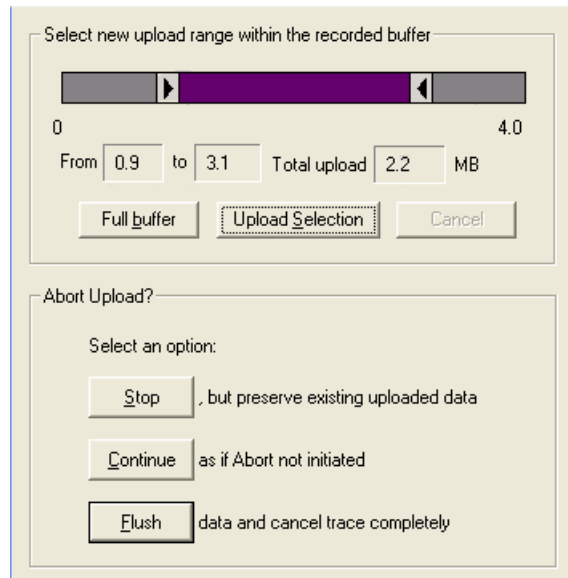 Select new upload range within the recorded buffer
0 4.0
From 0.9 to 3.1 Total upload 2.2 MB
Full buffer Upload Selection Cancel
Abort Upload?
Select an option:
Stop , but preserve existing uploaded data
Continue as if Abort not initiated
Flush data and cancel trace completely